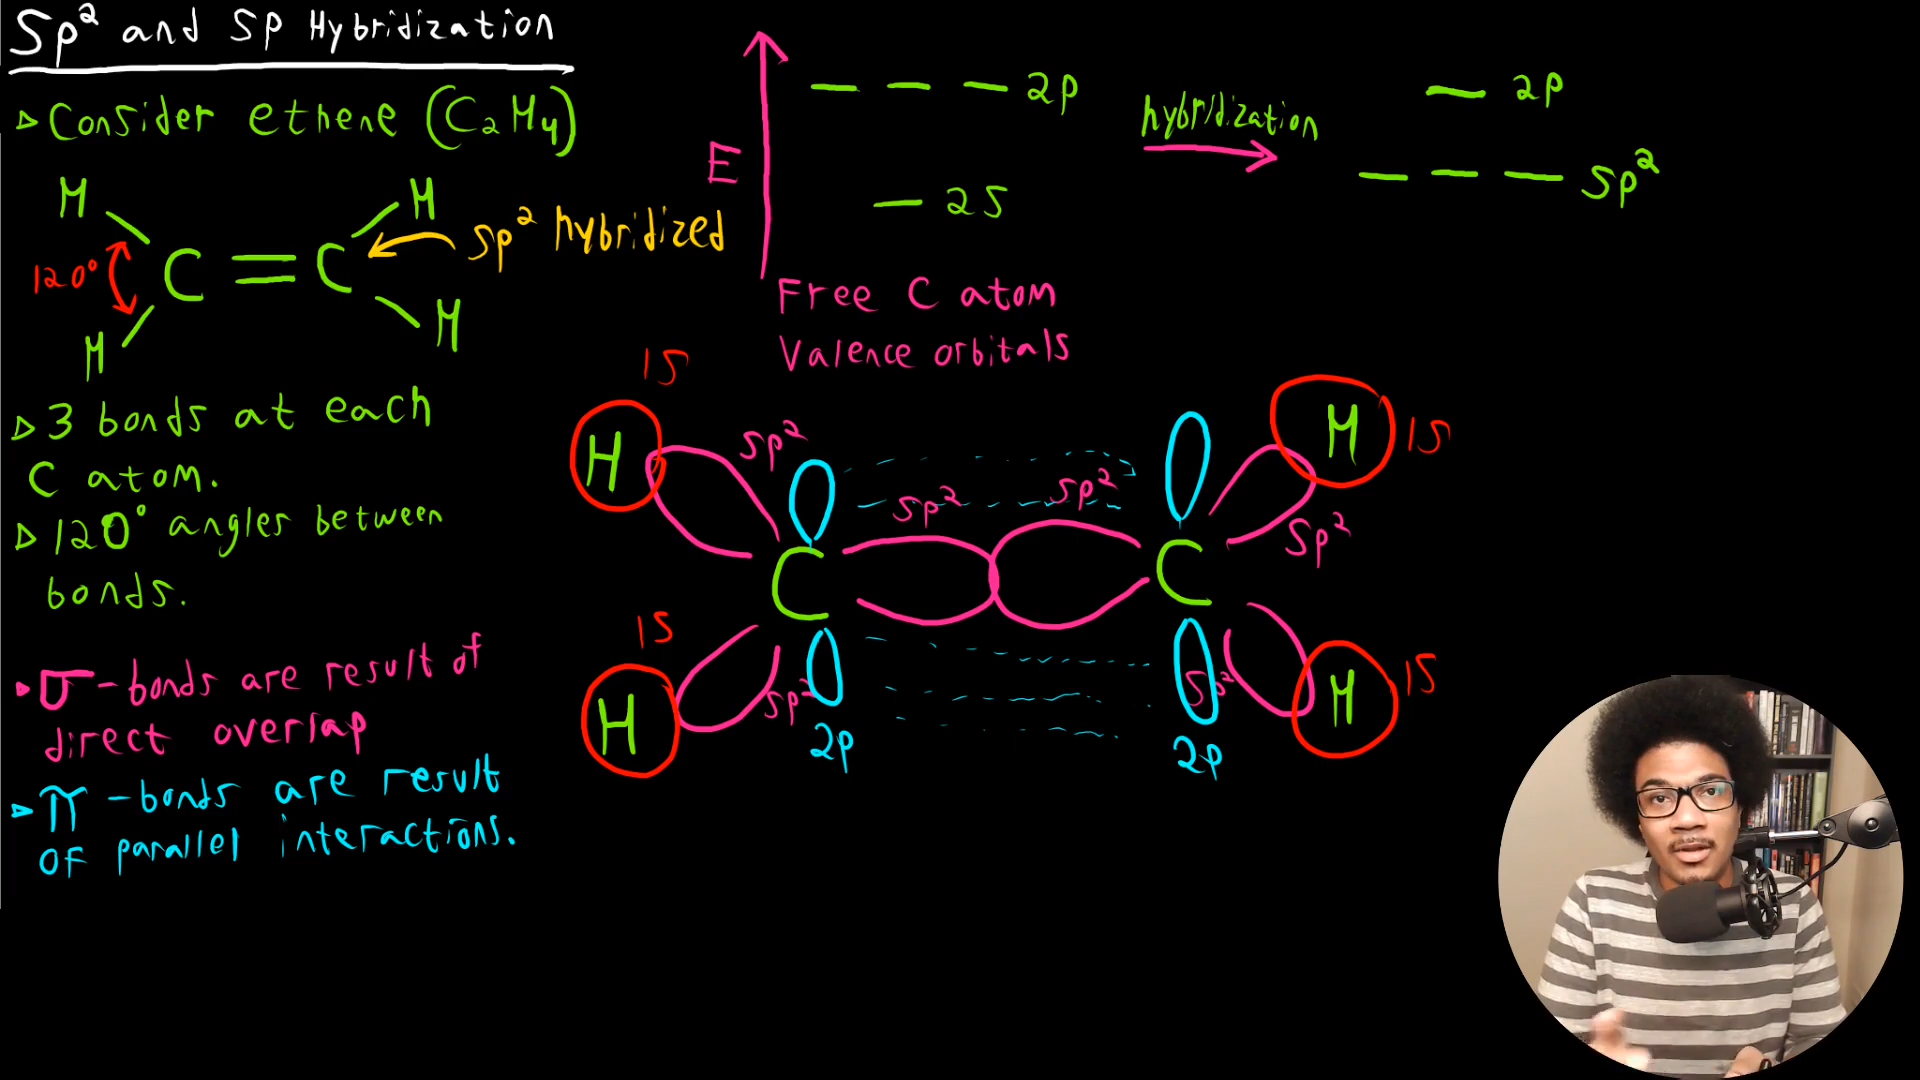 Sp² and Sp Hybridization
▹Consider ethene (C₂H₄)
H
H
120°
C
C
sp² hybridized
H
H
▹3 bonds at each
C atom.
▹120° angles between
bonds.
▸σ-bonds are result of
direct overlap
▹π-bonds are result
of parallel interactions.
E
2p
2s
Free C atom
Valence orbitals
hybridization
2p
sp²
1s
H
sp²
sp²
sp²
H
1s
sp²
C
C
1s
H
sp²
2p
sp²
2p
H
1s